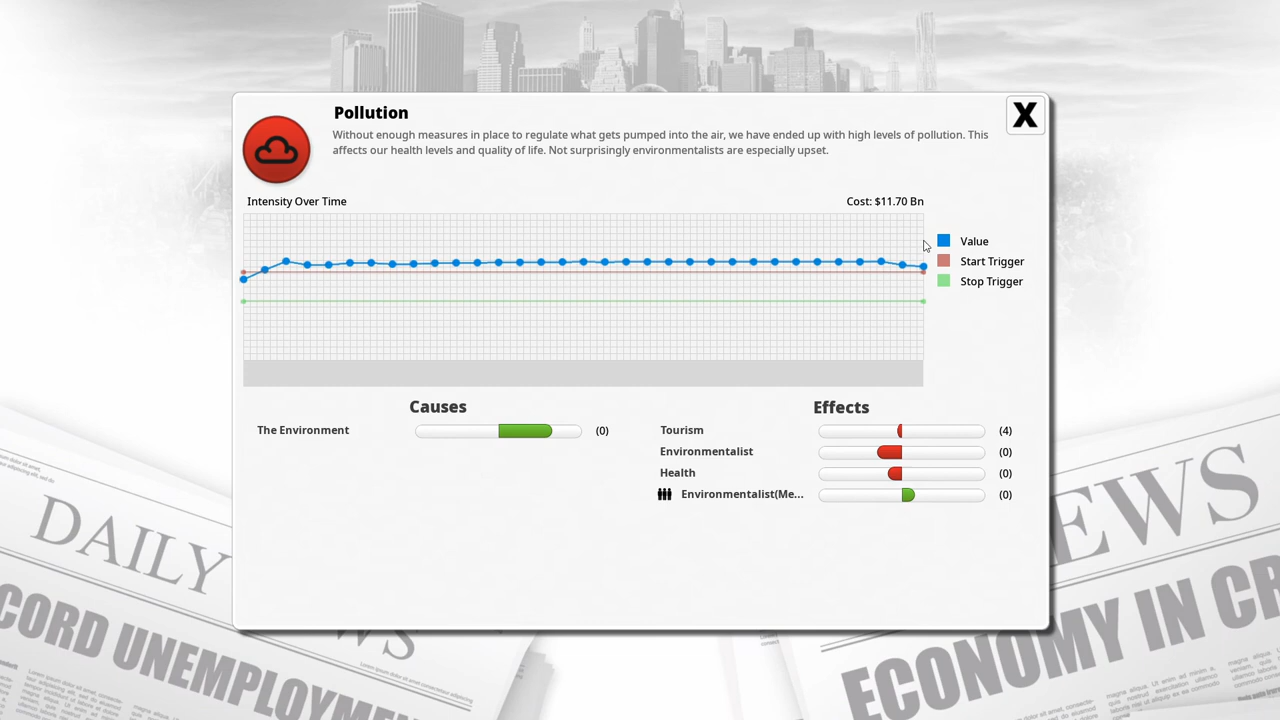 Pollution
X
Without enough measures in place to regulate what gets pumped into the air, we have ended up with high levels of pollution. This
affects our health levels and quality of life. Not surprisingly environmentalists are especially upset.
Intensity Over Time
Cost: $11.70 Bn
Value
Start Trigger
Stop Trigger
Causes
Effects
The Environment
(0)
Tourism
(4)
Environmentalist
(0)
Health
(0)
Environmentalist(Me...
(0)
DAILY
WS
CORD UNEMPLOYME
EWS
ECONOMY IN CR